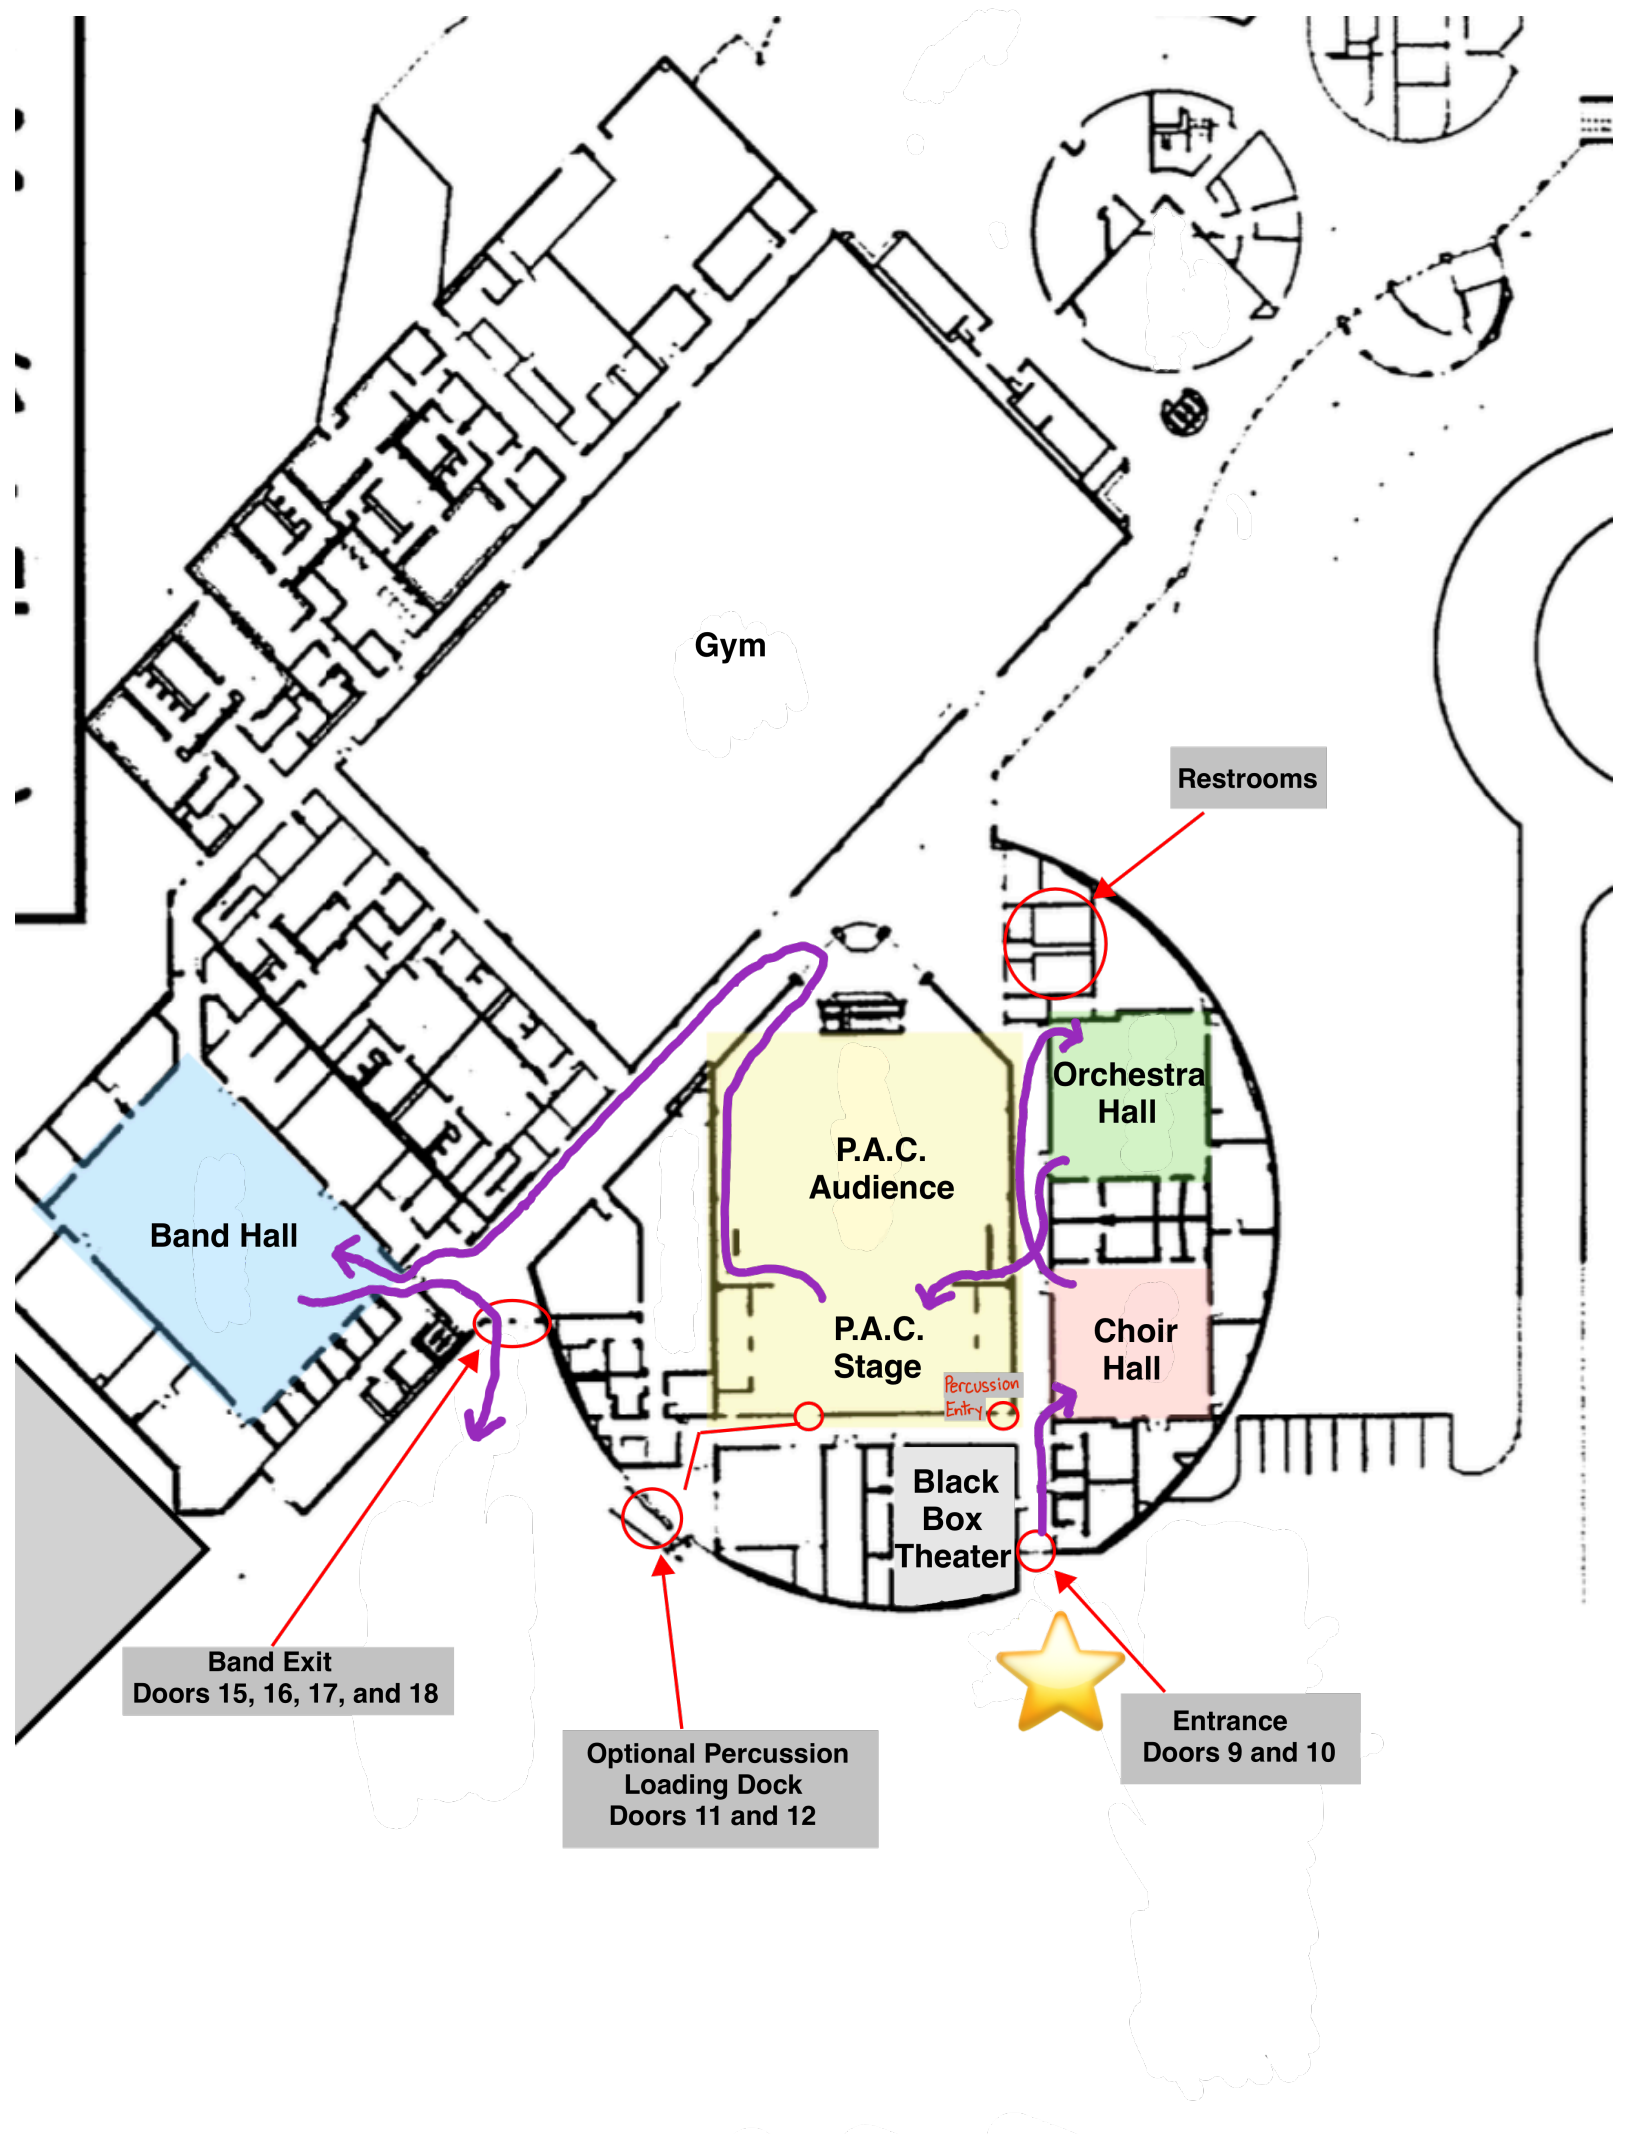 Gym
Restrooms
Orchestra
Hall
P.A.C.
Audience
Band Hall
P.A.C.
Stage
Choir
Hall
Percussion
Entry
Black
Box
Theater
Band Exit
Doors 15, 16, 17, and 18
Entrance
Doors 9 and 10
Optional Percussion
Loading Dock
Doors 11 and 12